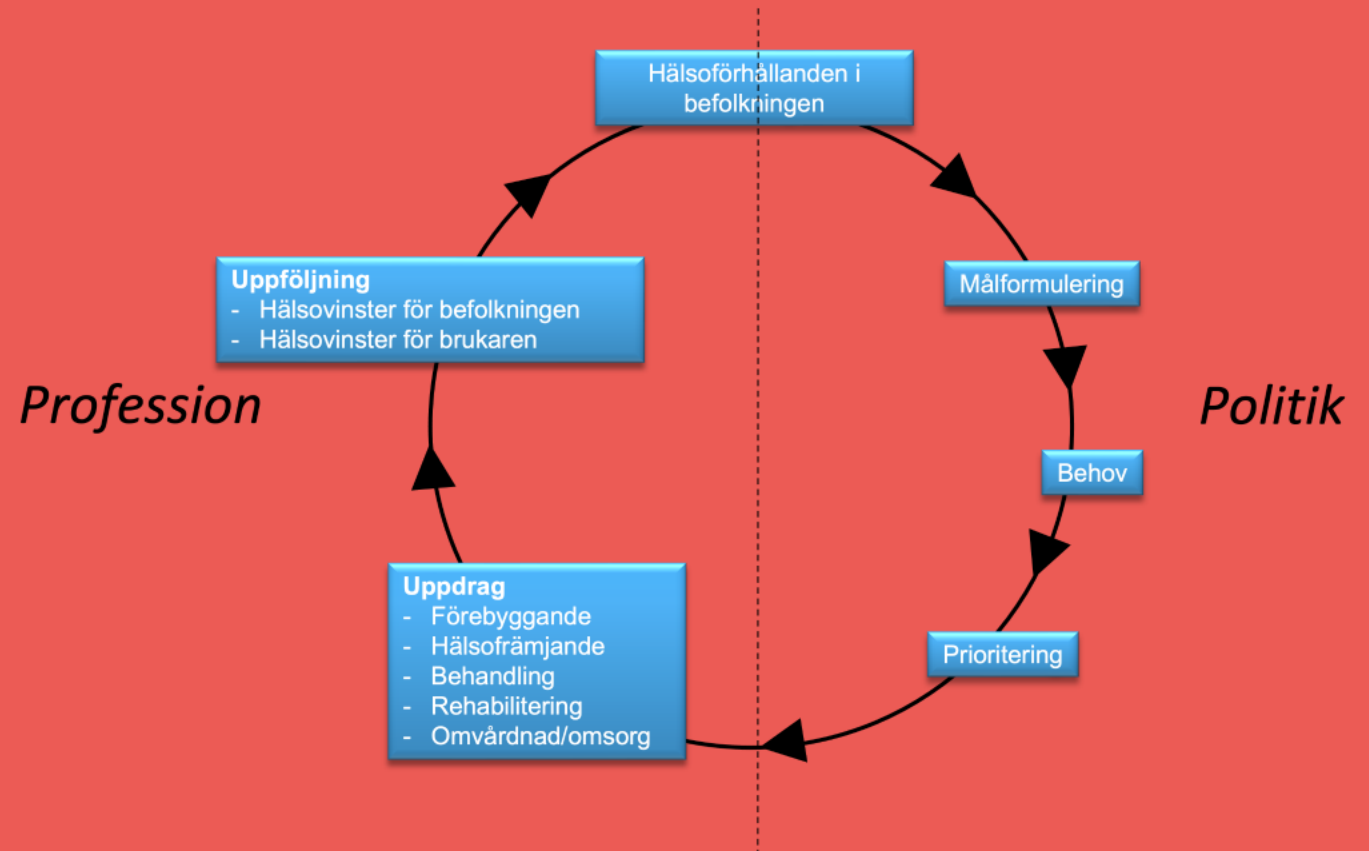 Hälsoförhållanden i
befolkningen
Målformulering
Behov
Prioritering
Uppdrag
- Förebyggande
- Hälsofrämjande
- Behandling
- Rehabilitering
- Omvårdnad/omsorg
Uppföljning
- Hälsovinster för befolkningen
- Hälsovinster för brukaren
Profession
Politik